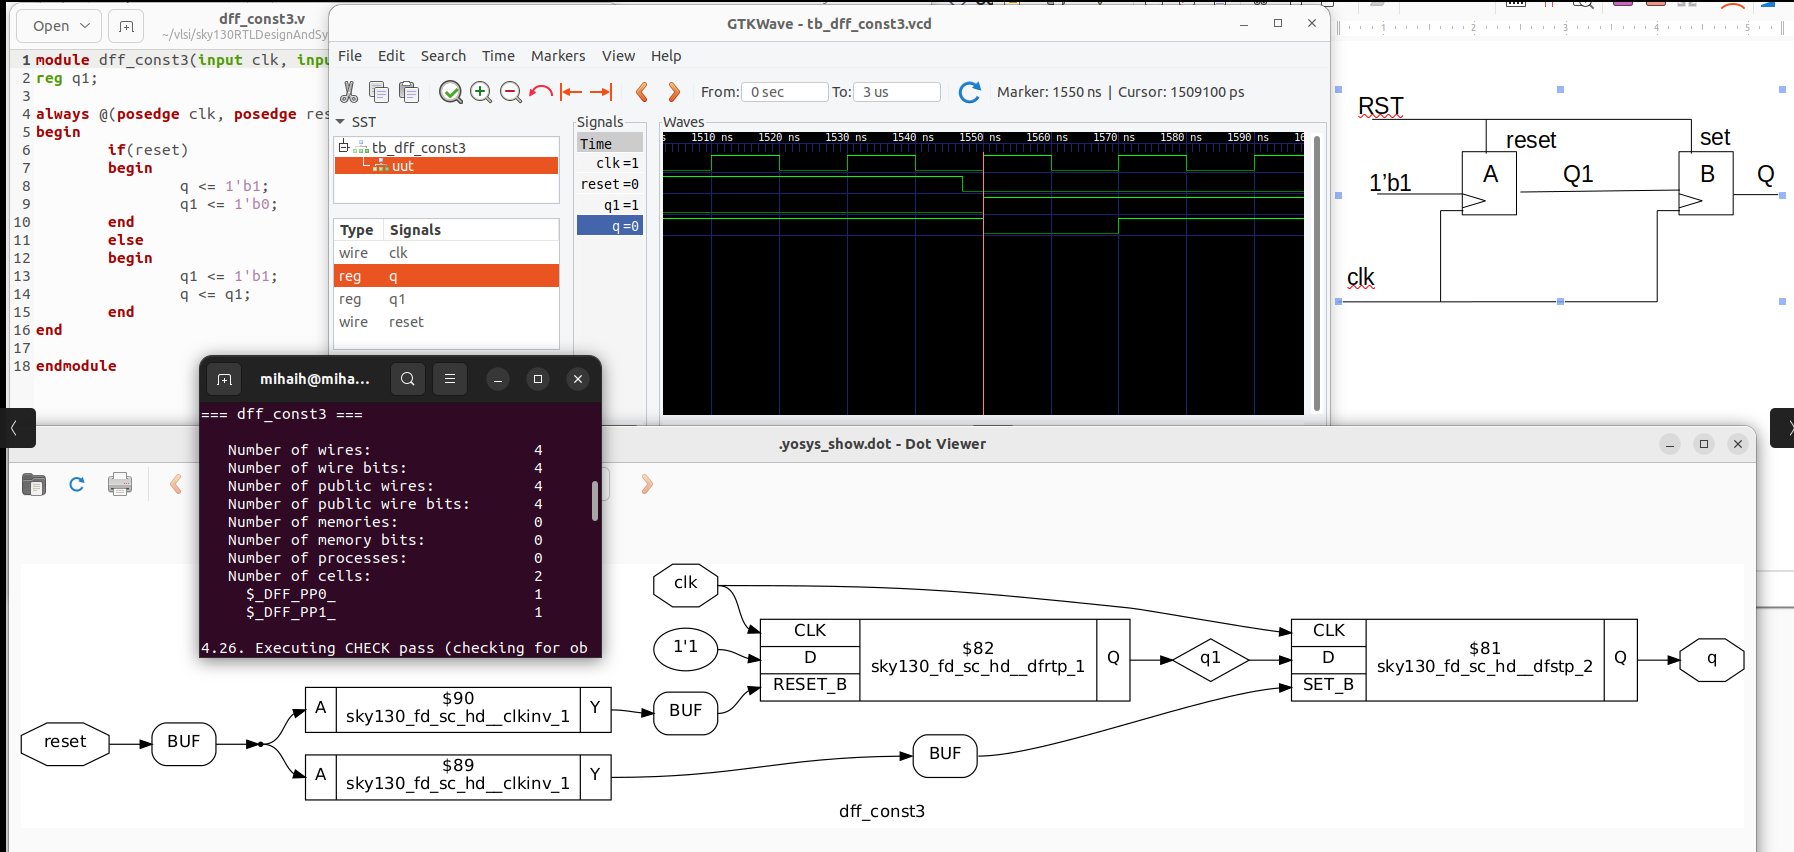 Open
dff_const3.v
~/vlsi/sky130RTLDesignAndSy
1 module dff_const3(input clk, inpu
2 reg q1;
3
4 always @(posedge clk, posedge res
5 begin
6 if(reset)
7 begin
8 q <= 1'b1;
9 q1 <= 1'b0;
10 end
11 else
12 begin
13 q1 <= 1'b1;
14 q <= q1;
15 end
16 end
17
18 endmodule
GTKWave - tb_dff_const3.vcd
File Edit Search Time Markers View Help
From: 0 sec To: 3 us Marker: 1550 ns | Cursor: 1509100 ps
SST
tb_dff_const3
uut
Type Signals
wire clk
reg q
reg q1
wire reset
Signals
Time
clk=1
reset=0
q1=1
q=0
Waves
s 1510 ns 1520 ns 1530 ns 1540 ns 1550 ns 1560 ns 1570 ns 1580 ns 1590 ns 16
1 2 3 4 5
RST
reset
set
1'b1
A
Q1
B
Q
clk
mihaih@miha...
=== dff_const3 ===
Number of wires: 4
Number of wire bits: 4
Number of public wires: 4
Number of public wire bits: 4
Number of memories: 0
Number of memory bits: 0
Number of processes: 0
Number of cells: 2
$_DFF_PP0_ 1
$_DFF_PP1_ 1
4.26. Executing CHECK pass (checking for ob
.yosys_show.dot - Dot Viewer
clk
1'1
CLK
D
RESET_B
$82
sky130_fd_sc_hd__dfrtp_1
Q
q1
CLK
D
SET_B
$81
sky130_fd_sc_hd__dfstp_2
Q
q
reset
BUF
A
$90
sky130_fd_sc_hd__clkinv_1
Y
BUF
A
$89
sky130_fd_sc_hd__clkinv_1
Y
BUF
dff_const3